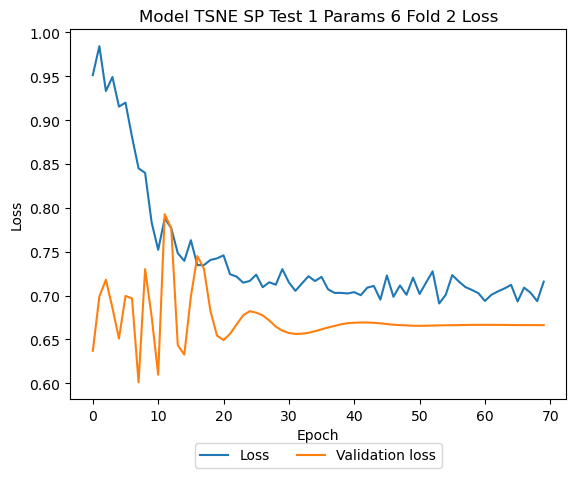 Model TSNE SP Test 1 Params 6 Fold 2 Loss
1.00
0.95
0.90
0.85
0.80
0.75
0.70
0.65
0.60
Loss
0 10 20 30 40 50 60 70
Epoch
Loss Validation loss